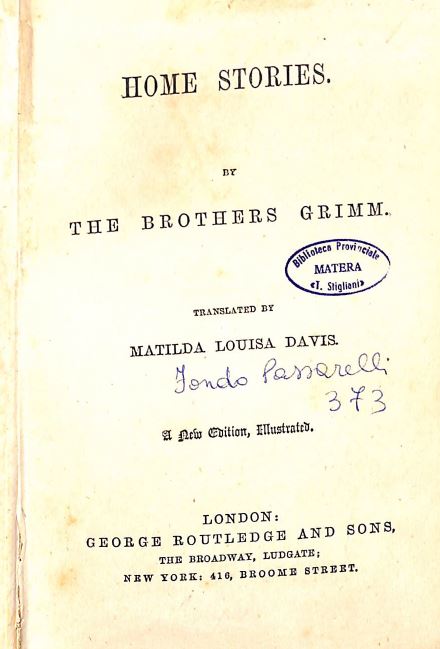 HOME STORIES.
BY
THE BROTHERS GRIMM.
Biblioteca Provinciale
MATERA
«T. Stigliani»
TRANSLATED BY
MATILDA LOUISA DAVIS.
Fondo Passarelli
373
A New Edition, Illustrated.
LONDON:
GEORGE ROUTLEDGE AND SONS,
THE BROADWAY, LUDGATE;
NEW YORK: 416, BROOME STREET.